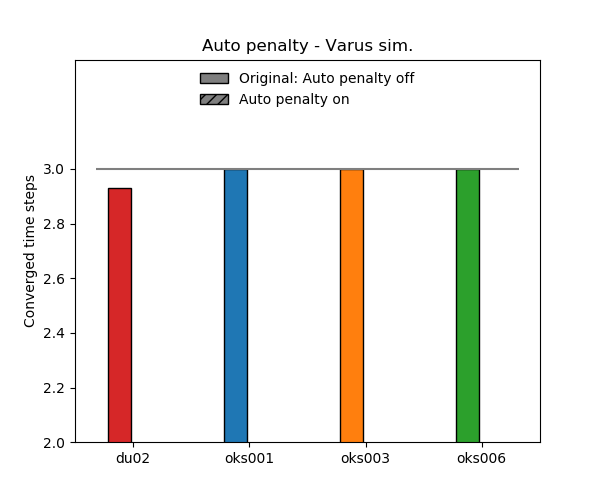 Auto penalty - Varus sim.
Original: Auto penalty off
Auto penalty on
Converged time steps
3.0
2.8
2.6
2.4
2.2
2.0
du02 oks001 oks003 oks006